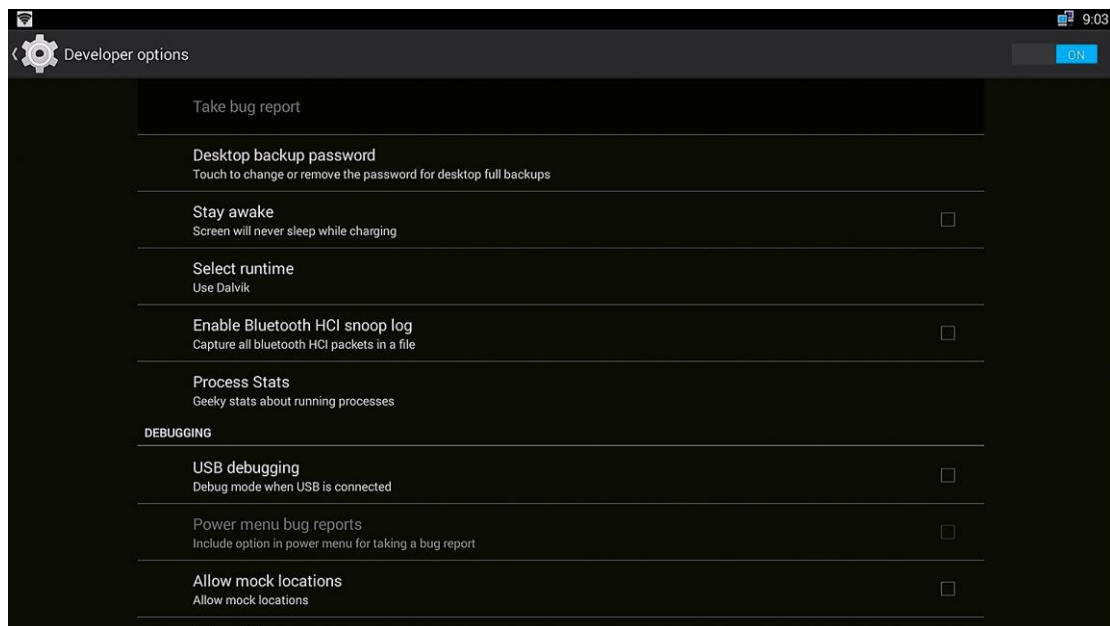 9:03
Developer options
ON
Take bug report
Desktop backup password
Touch to change or remove the password for desktop full backups
Stay awake
Screen will never sleep while charging
Select runtime
Use Dalvik
Enable Bluetooth HCI snoop log
Capture all bluetooth HCI packets in a file
Process Stats
Geeky stats about running processes
DEBUGGING
USB debugging
Debug mode when USB is connected
Power menu bug reports
Include option in power menu for taking a bug report
Allow mock locations
Allow mock locations